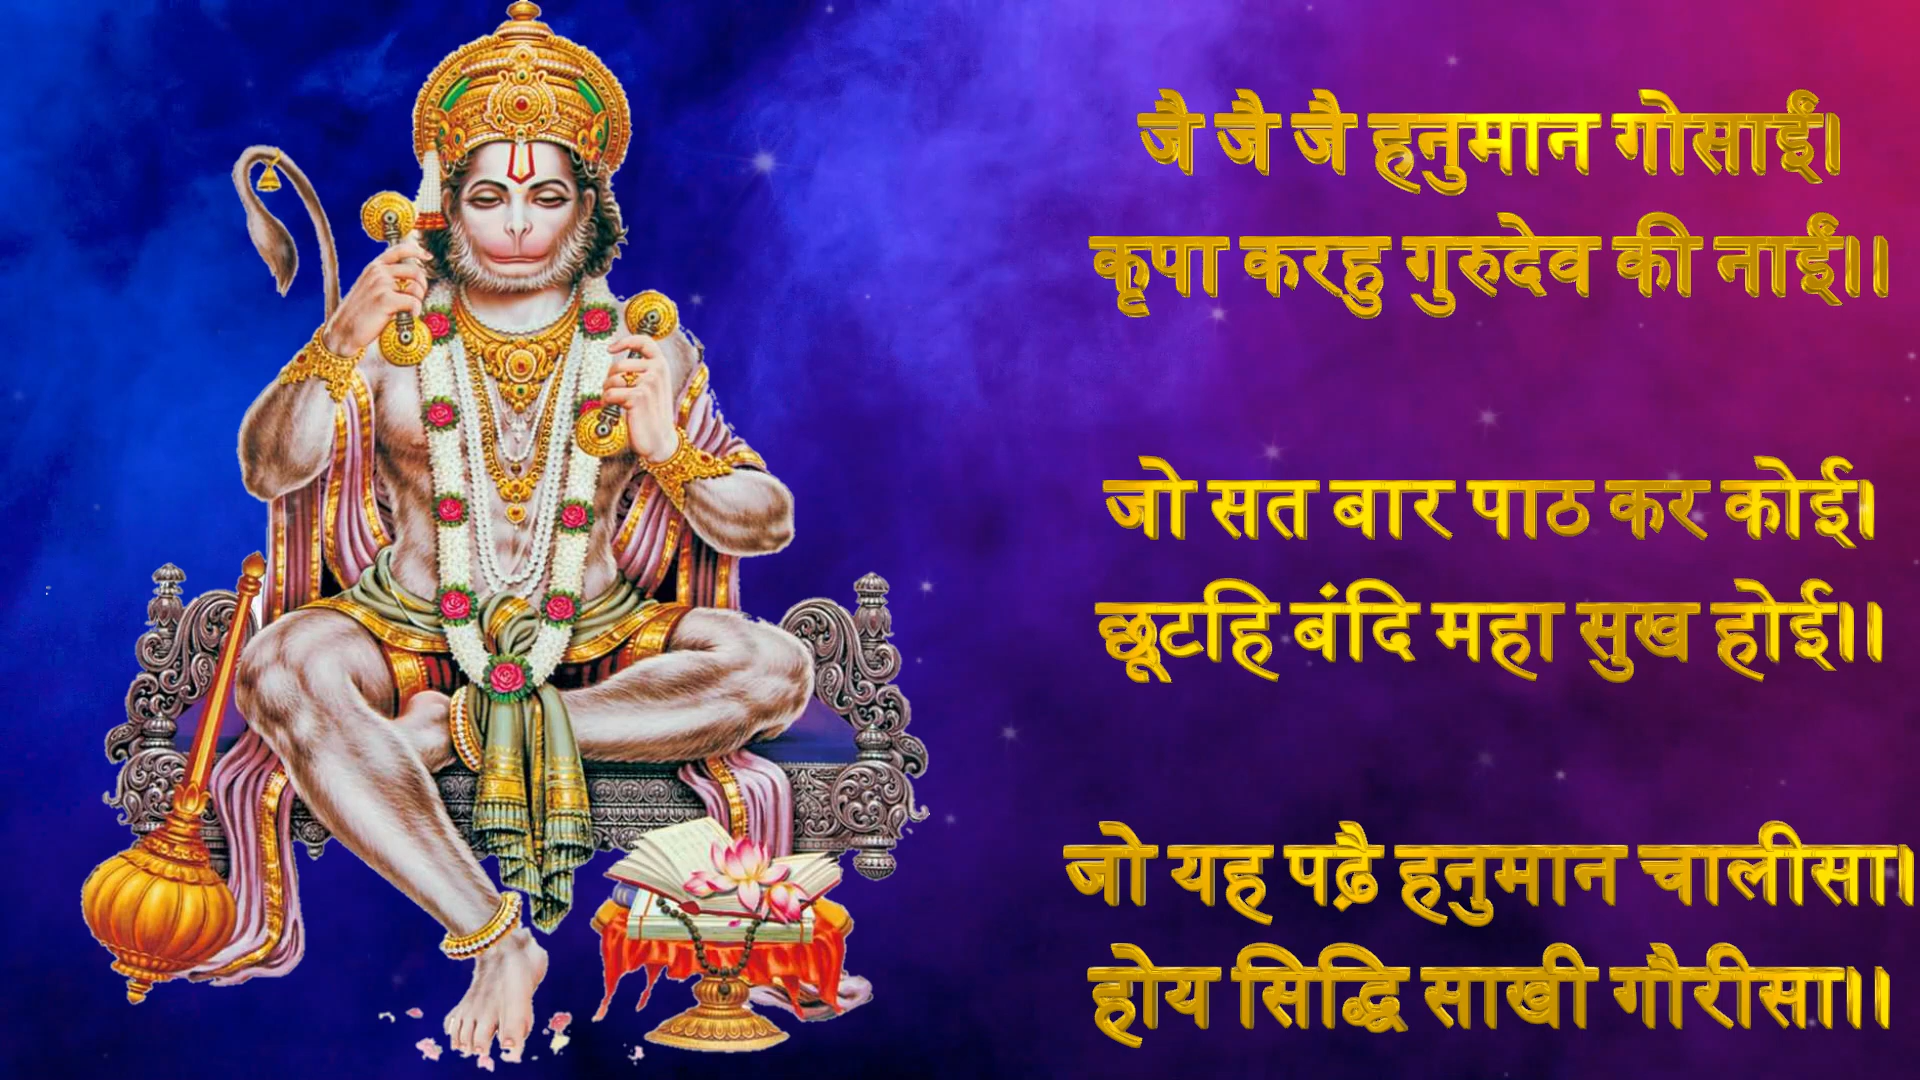 जै जै जै हनुमान गोसाईं।
कृपा करहु गुरुदेव की नाईं।।
जो सत बार पाठ कर कोई।
छूटहि बंदि महा सुख होई।।
जो यह पढ़ै हनुमान चालीसा।
होय सिद्धि साखी गौरीसा।।